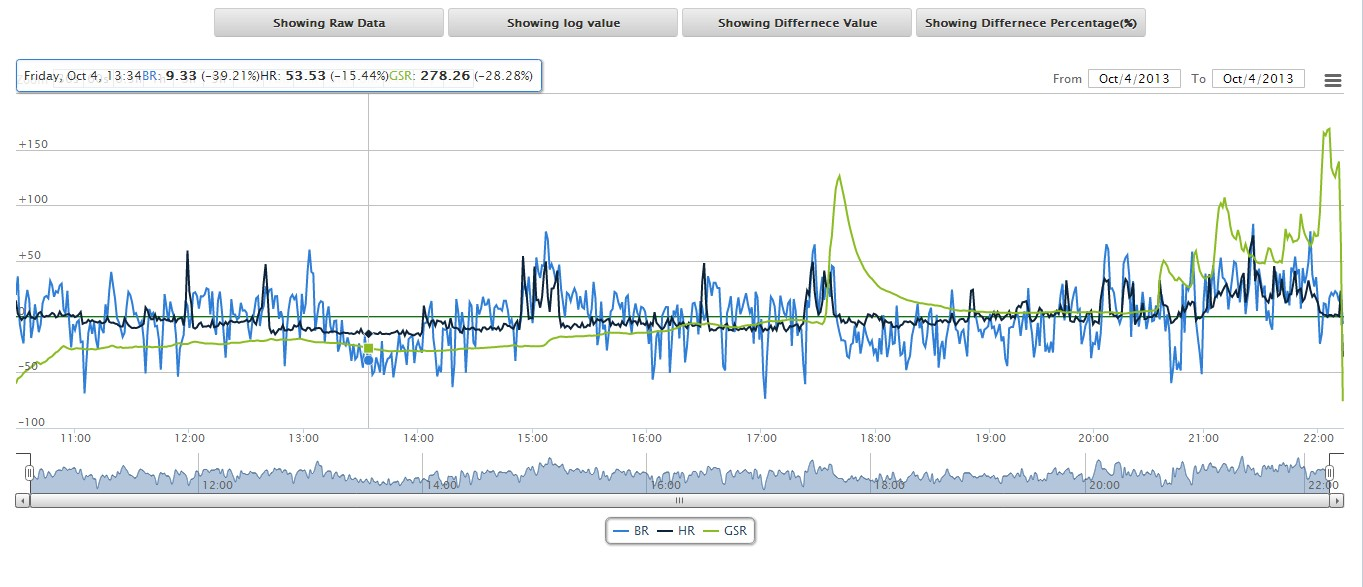 Showing Raw Data Showing log value Showing Differnece Value Showing Differnece Percentage(%)
Friday, Oct 4, 13:34BR: 9.33 (-39.21%)HR: 53.53 (-15.44%)GSR: 278.26 (-28.28%)
From Oct/4/2013 To Oct/4/2013
+150
+100
+50
0
-50
-100
11:00 12:00 13:00 14:00 15:00 16:00 17:00 18:00 19:00 20:00 21:00 22:00
12:00 14:00 16:00 18:00 20:00 22:00
BR HR GSR